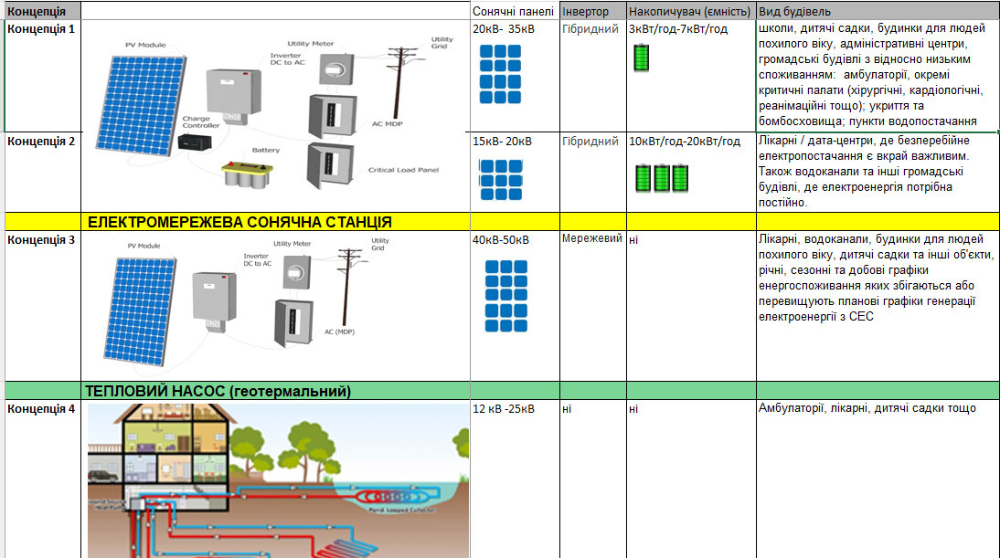 Концепція
Сонячні панелі
Інвертор
Накопичувач (ємність)
Вид будівель
Концепція 1
PV Module
Utility Meter
Utility
Grid
Inverter
DC to AC
Charge
Controller
AC MDP
Battery
Critical Load Panel
20кВ- 35кВ
Гібридний
3кВт/год-7кВт/год
школи, дитячі садки, будинки для людей
похилого віку, адміністративні центри,
громадські будівлі з відносно низьким
споживанням: амбулаторії, окремі
критичні палати (хірургічні, кардіологічні,
реанімаційні тощо); укриття та
бомбосховища; пункти водопостачання
Концепція 2
15кВ- 20кВ
Гібридний
10кВт/год-20кВт/год
Лікарні / дата-центри, де безперебійне
електропостачання є вкрай важливим.
Також водоканали та інші громадські
будівлі, де електроенергія потрібна
постійно.
ЕЛЕКТРОМЕРЕЖЕВА СОНЯЧНА СТАНЦІЯ
Концепція 3
PV Module
Utility Meter
Utility
Grid
Inverter
DC to AC
AC (MDP)
40кВ-50кВ
Мережевий
ні
Лікарні, водоканали, будинки для людей
похилого віку, дитячі садки та інші об'єкти,
річні, сезонні та добові графіки
енергоспоживання яких збігаються або
перевищують планові графіки генерації
електроенергії з СЕС
ТЕПЛОВИЙ НАСОС (геотермальний)
Концепція 4
Pond Looped Collector
12 кВ -25кВ
ні
ні
Амбулаторії, лікарні, дитячі садки тощо